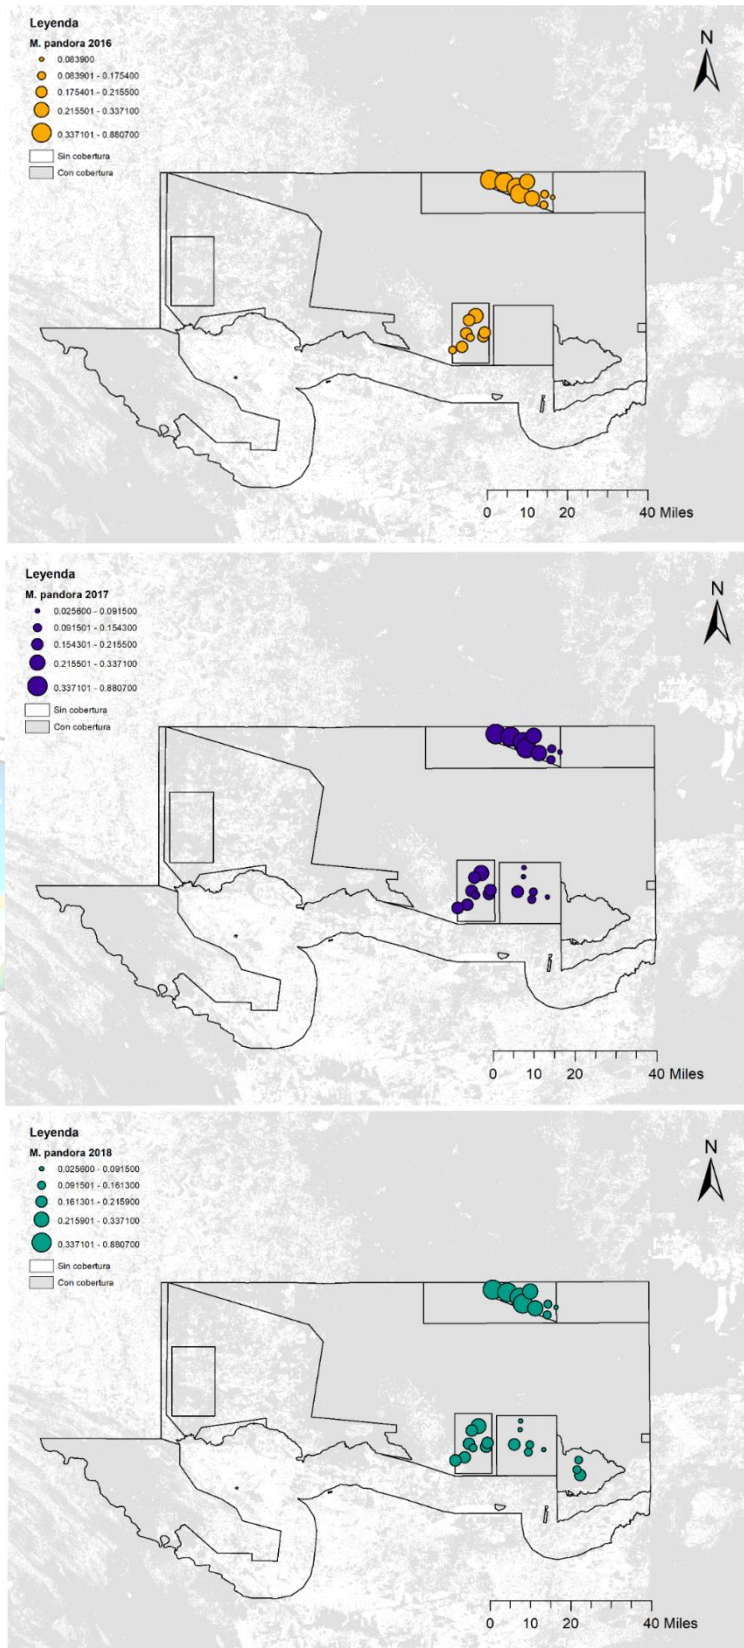 Leyenda
M. pandora 2016
0.083900
0.083901 - 0.175400
0.175401 - 0.215500
0.215501 - 0.337100
0.337101 - 0.880700
Sin cobertura
Con cobertura
N
0 10 20 40 Miles
Leyenda
M. pandora 2017
0.025600 - 0.091500
0.091501 - 0.154300
0.154301 - 0.215500
0.215501 - 0.337100
0.337101 - 0.880700
Sin cobertura
Con cobertura
N
0 10 20 40 Miles
Leyenda
M. pandora 2018
0.025600 - 0.091500
0.091501 - 0.161300
0.161301 - 0.215900
0.215901 - 0.337100
0.337101 - 0.880700
Sin cobertura
Con cobertura
N
0 10 20 40 Miles